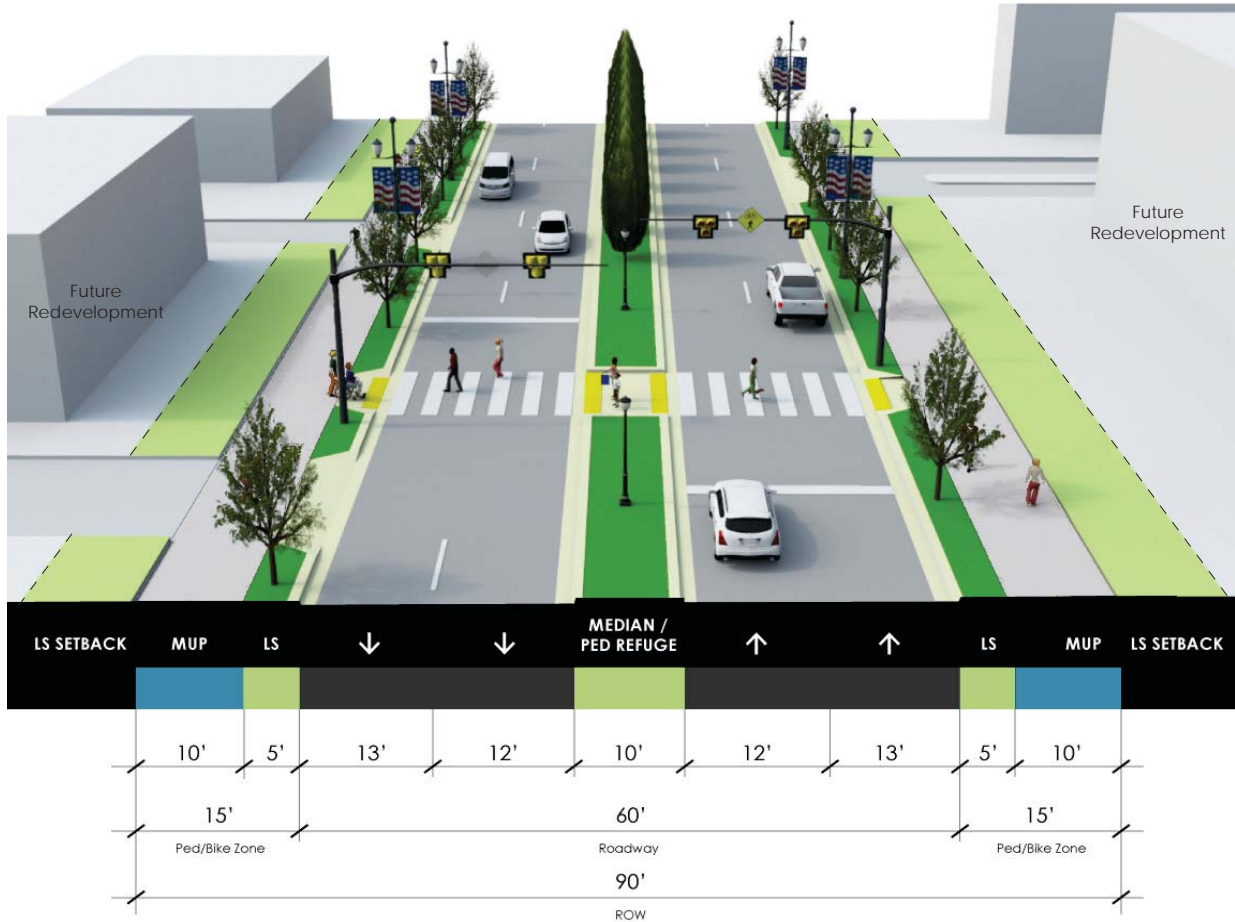 Future
Redevelopment
Future
Redevelopment
LS SETBACK
MUP
LS
↓
↓
MEDIAN /
PED REFUGE
↑
↑
LS
MUP
LS SETBACK
10'
5'
13'
12'
10'
12'
13'
5'
10'
15'
60'
15'
Ped/Bike Zone
Roadway
Ped/Bike Zone
90'
ROW